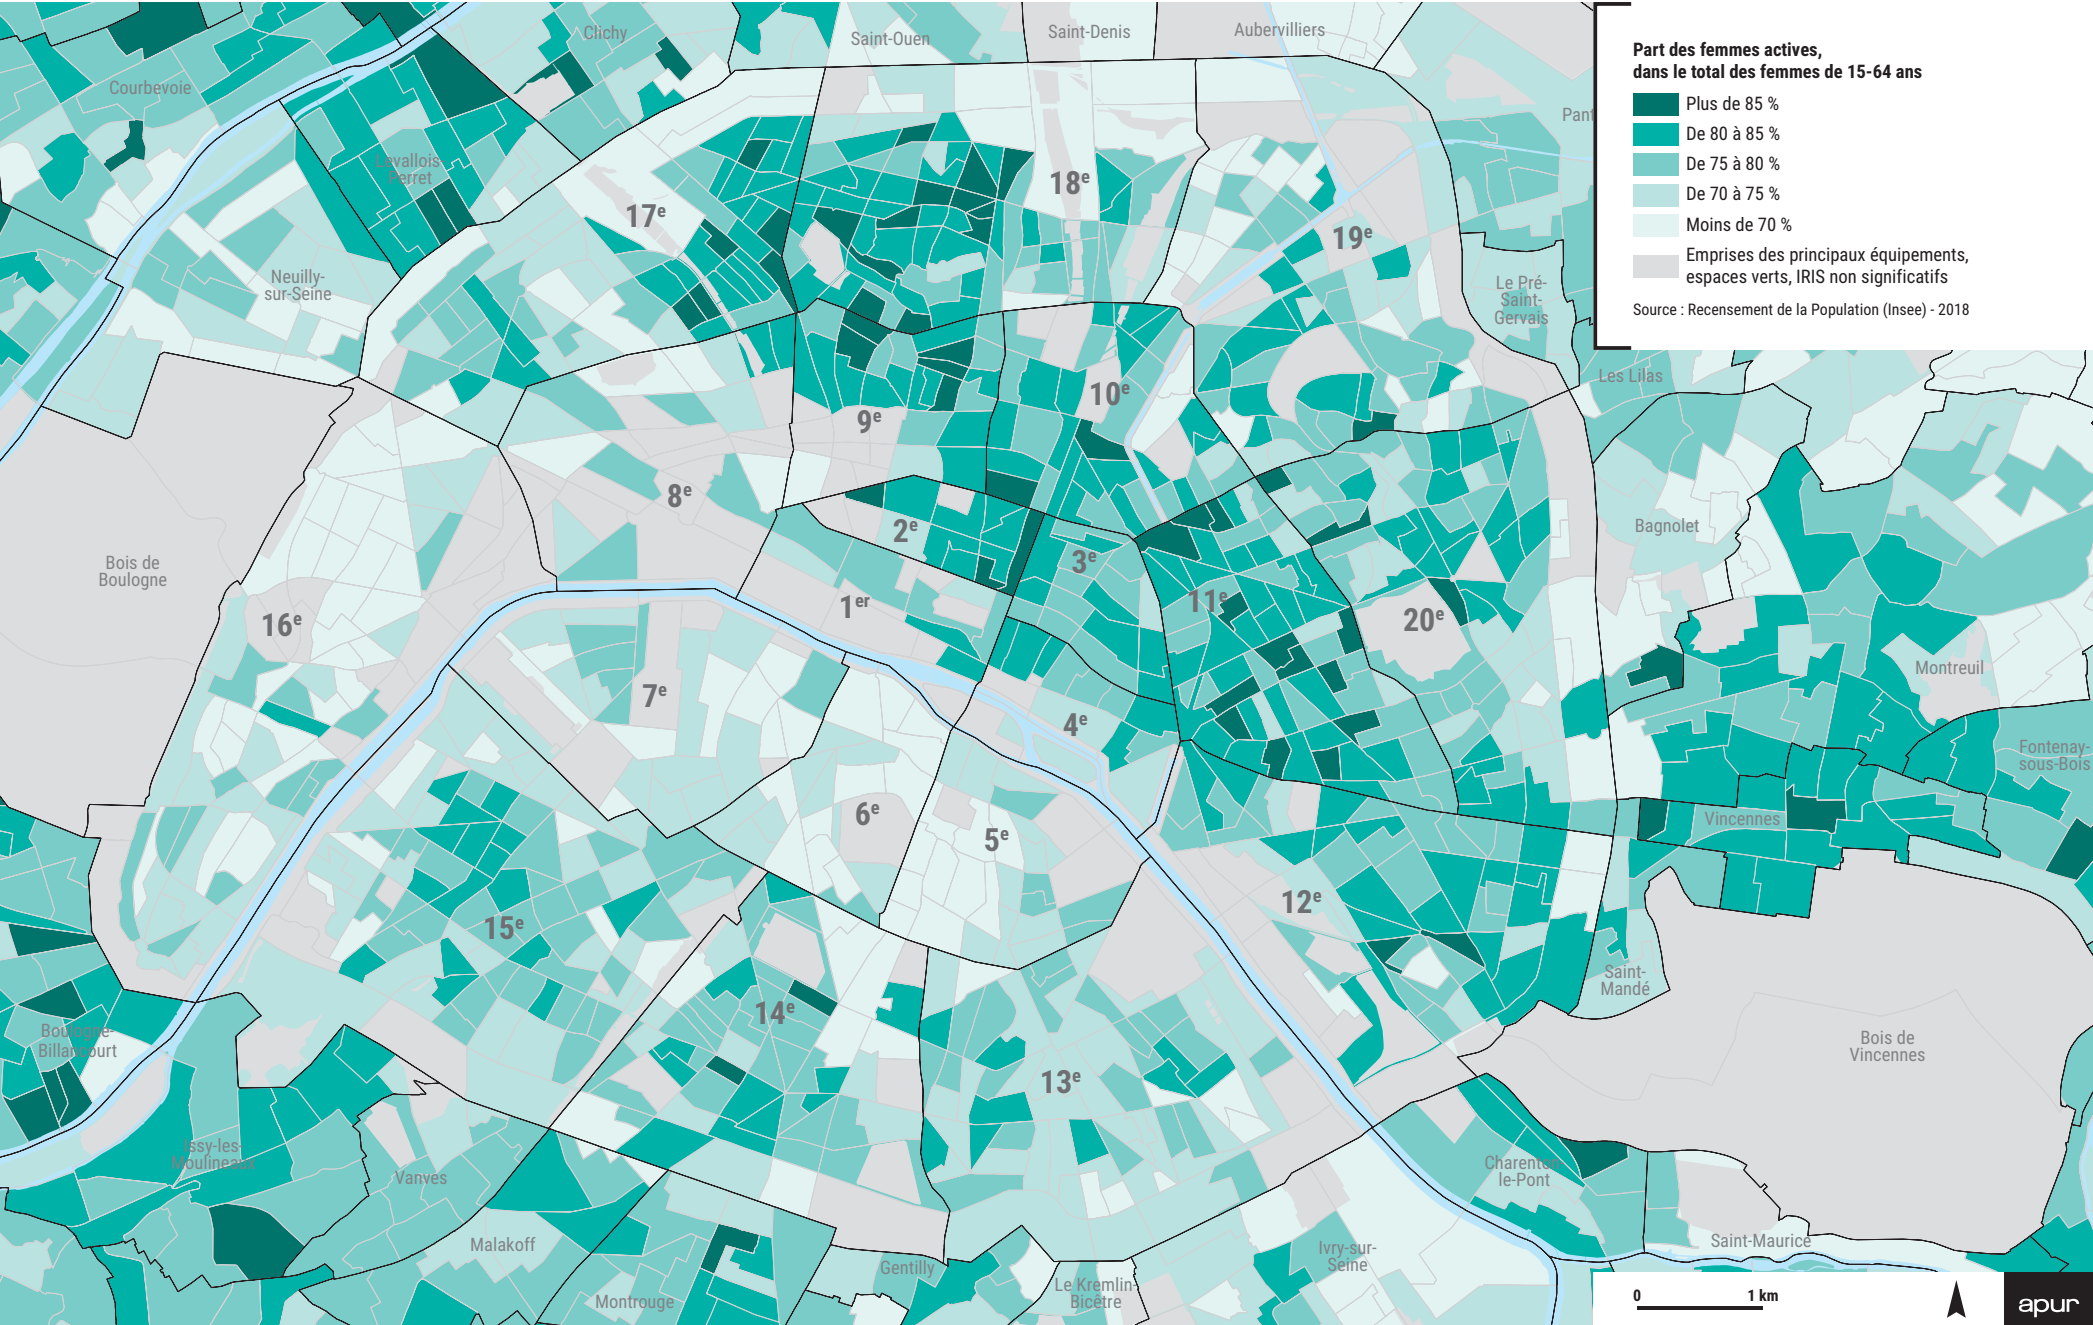 Part des femmes actives,
dans le total des femmes de 15-64 ans
Plus de 85 %
De 80 à 85 %
De 75 à 80 %
De 70 à 75 %
Moins de 70 %
Emprises des principaux équipements,
espaces verts, IRIS non significatifs
Source : Recensement de la Population (Insee) - 2018
Clichy
Saint-Ouen
Saint-Denis
Aubervilliers
Courbevoie
Pant
Levallois
Perret
17e
18e
19e
Neuilly-
sur-Seine
Le Pré-
Saint-
Gervais
Les Lilas
10e
9e
8e
2e
Bagnolet
3e
Bois de
Boulogne
1er
11e
20e
16e
Montreuil
7e
4e
Fontenay-
sous-Bois
6e
5e
Vincennes
12e
15e
Saint-
Mandé
14e
Boulogne-
Billancourt
Bois de
Vincennes
13e
Issy-les-
Moulineaux
Vanves
Charenton
le-Pont
Malakoff
Saint-Maurice
Ivry-sur-
Seine
Gentilly
Le Kremlin-
Bicêtre
Montrouge
0 1 km
apur